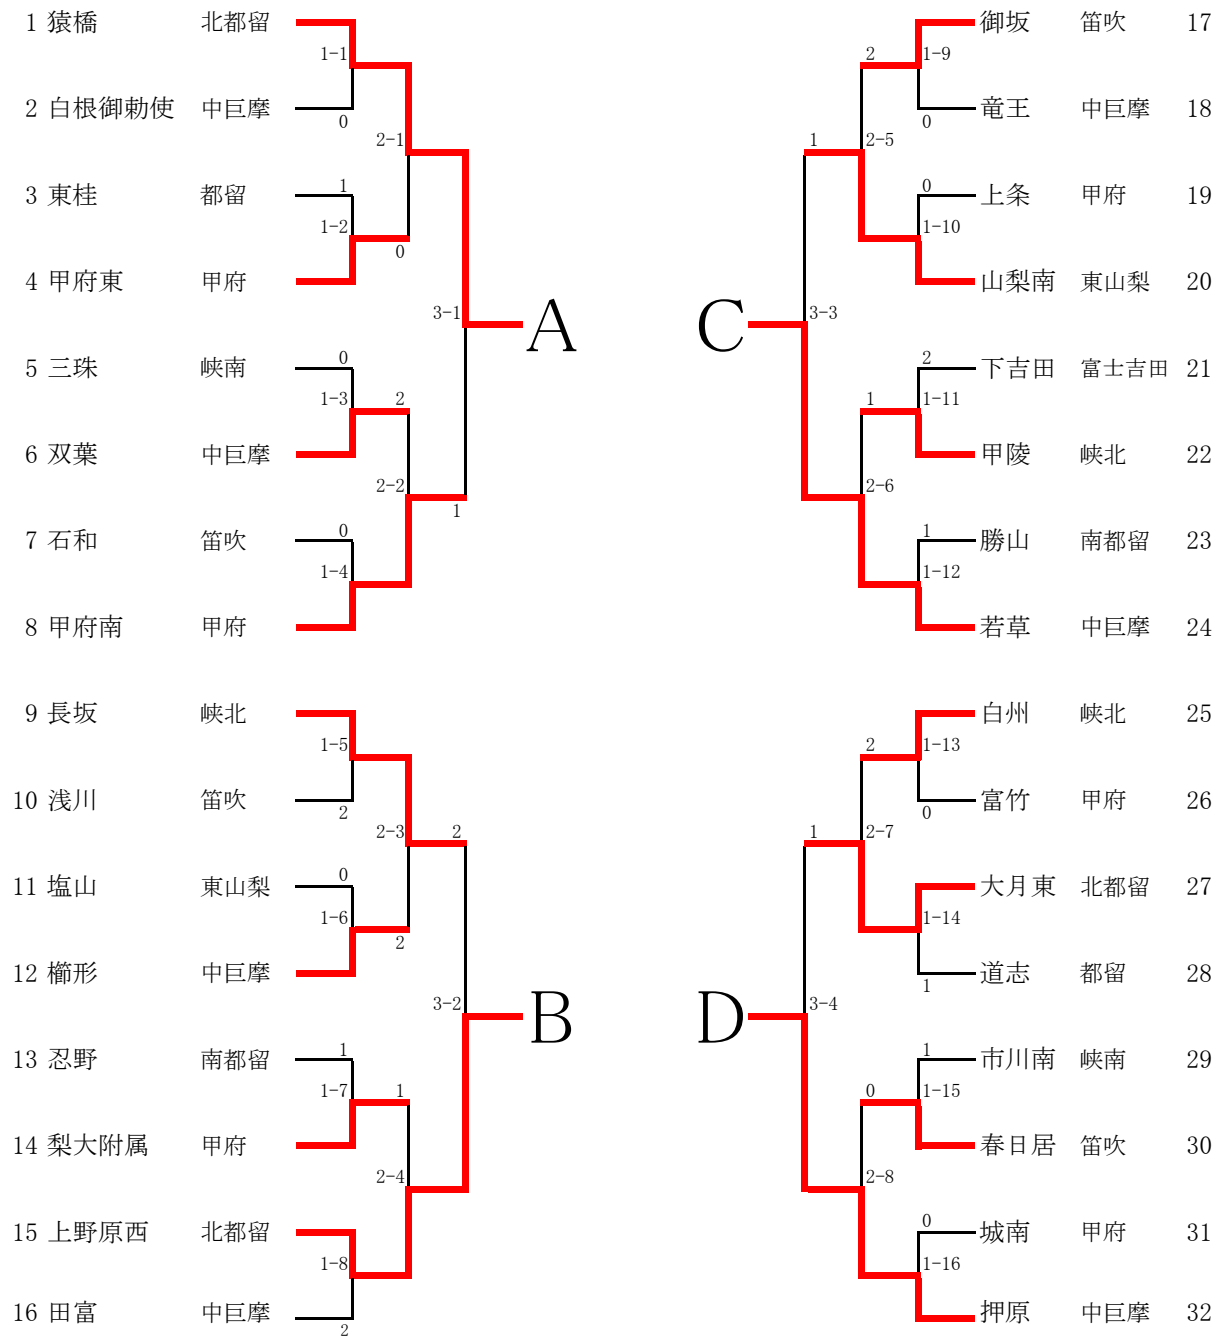 1 猿橋 北都留
1-1
2 白根御勅使 中巨摩
0
2-1
3 東桂 都留
1
1-2
0
4 甲府東 甲府
3-1
A
5 三珠 峡南
0
1-3
2
6 双葉 中巨摩
2-2
1
7 石和 笛吹
0
1-4
8 甲府南 甲府
9 長坂 峡北
1-5
10 浅川 笛吹
2
2-3
2
11 塩山 東山梨
0
1-6
2
12 櫛形 中巨摩
3-2
B
13 忍野 南都留
1
1-7
1
14 梨大附属 甲府
2-4
15 上野原西 北都留
1-8
16 田富 中巨摩
2
御坂 笛吹 17
2
1-9
竜王 中巨摩 18
0
1
2-5
上条 甲府 19
0
1-10
山梨南 東山梨 20
C
3-3
下吉田 富士吉田 21
2
1
1-11
甲陵 峡北 22
2-6
勝山 南都留 23
1
1-12
若草 中巨摩 24
白州 峡北 25
2
1-13
富竹 甲府 26
0
1
2-7
大月東 北都留 27
1-14
道志 都留 28
1
D
3-4
市川南 峡南 29
1
0
1-15
春日居 笛吹 30
2-8
城南 甲府 31
0
1-16
押原 中巨摩 32